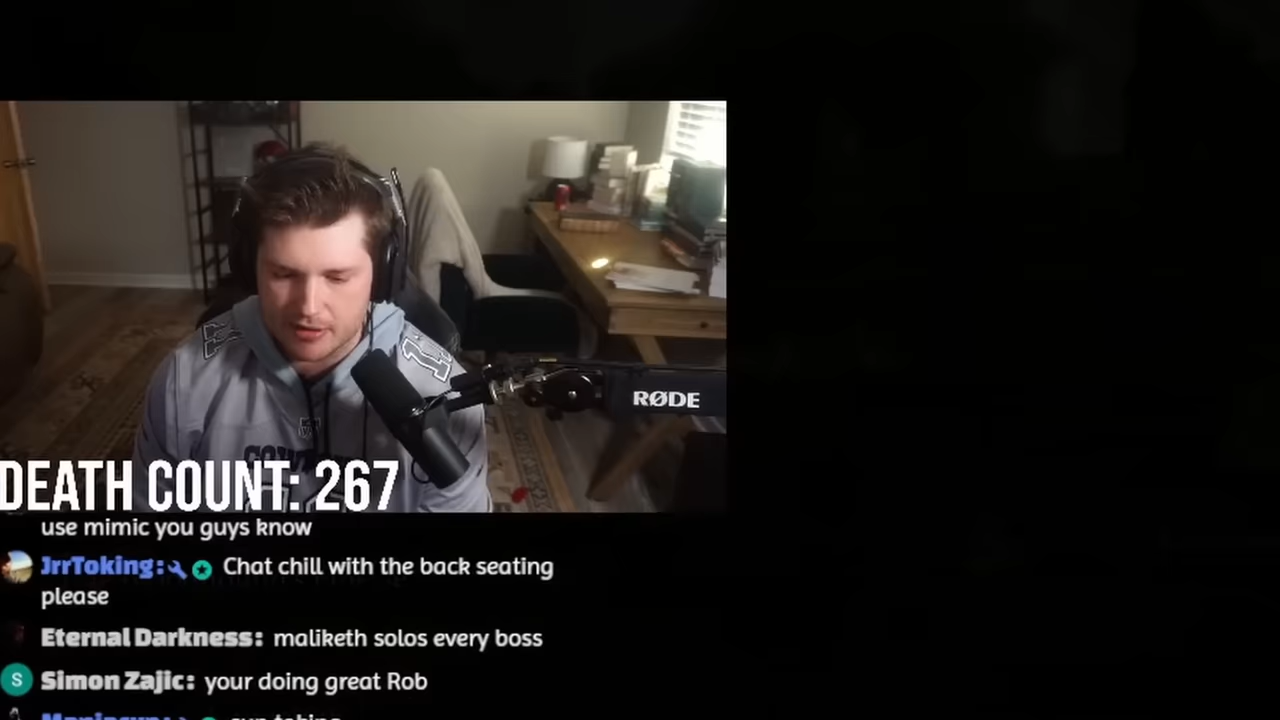 RØDE
DEATH COUNT: 267
use mimic you guys know
JrrToking: Chat chill with the back seating
please
Eternal Darkness: maliketh solos every boss
Simon Zajic: your doing great Rob
S